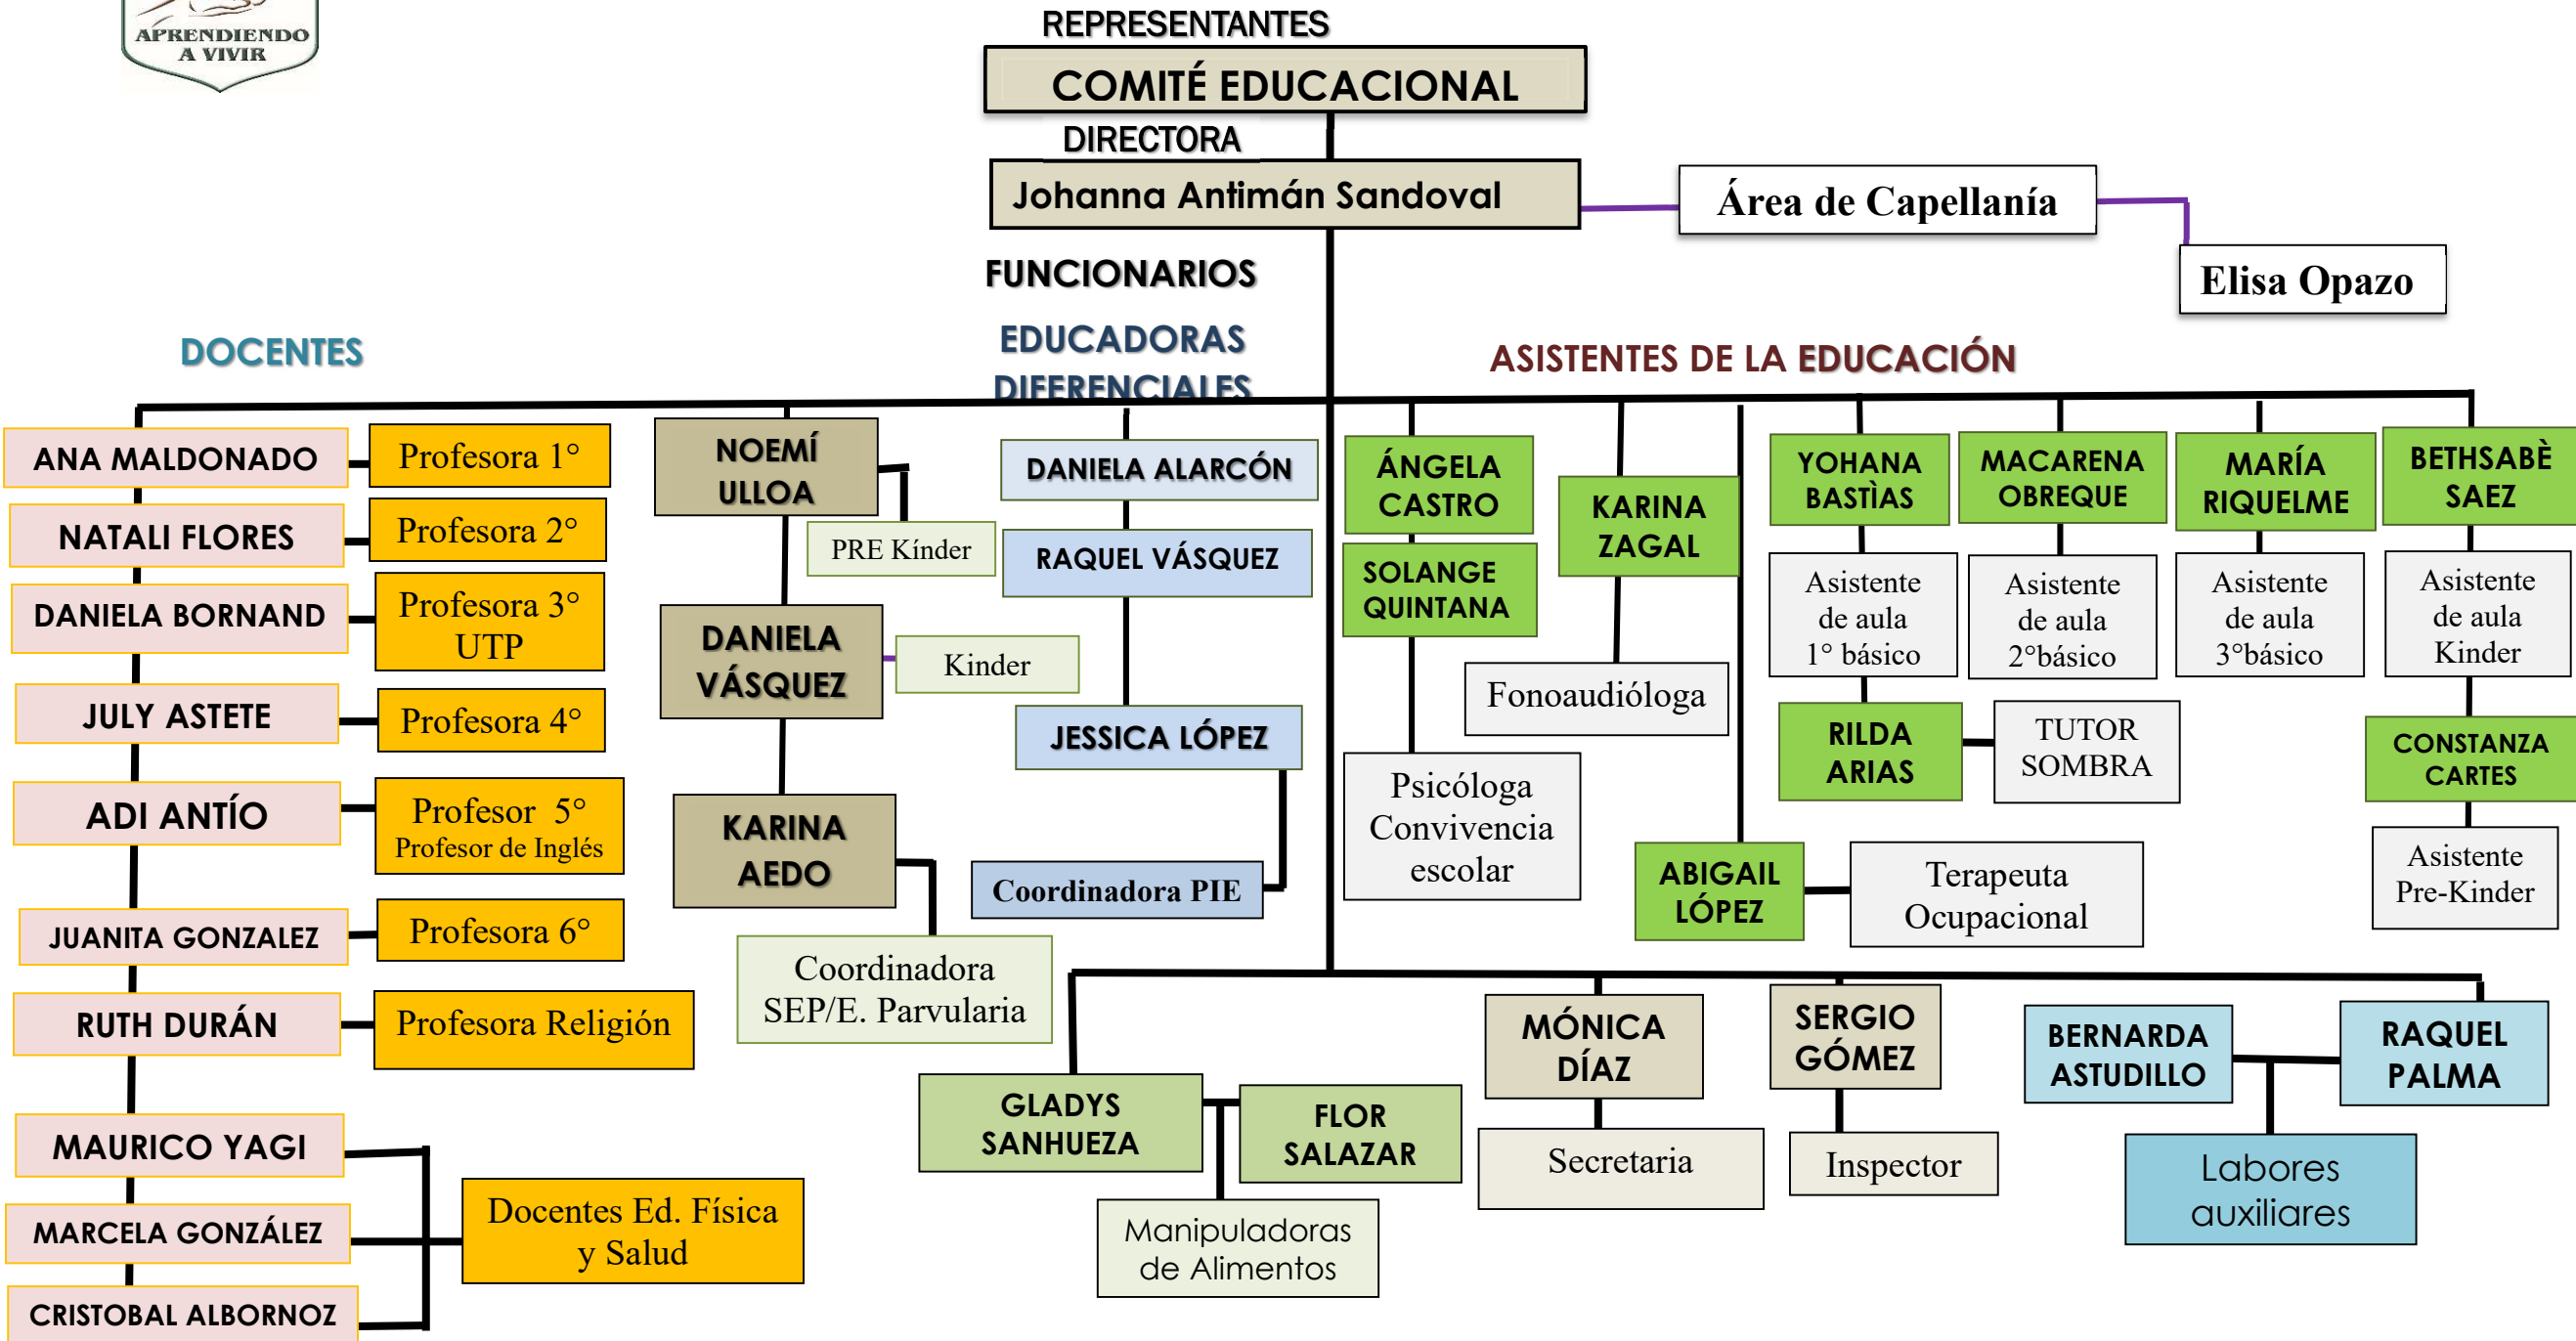 APRENDIENDO
A VIVIR
REPRESENTANTES
COMITÉ EDUCACIONAL
DIRECTORA
Johanna Antimán Sandoval
Área de Capellanía
Elisa Opazo
FUNCIONARIOS
DOCENTES
EDUCADORAS
DIFERENCIALES
ASISTENTES DE LA EDUCACIÓN
ANA MALDONADO
Profesora 1°
NATALI FLORES
Profesora 2°
DANIELA BORNAND
Profesora 3°
UTP
JULY ASTETE
Profesora 4°
ADI ANTÍO
Profesor 5°
Profesor de Inglés
JUANITA GONZALEZ
Profesora 6°
RUTH DURÁN
Profesora Religión
MAURICO YAGI
MARCELA GONZÁLEZ
CRISTOBAL ALBORNOZ
Docentes Ed. Física
y Salud
NOEMÍ
ULLOA
PRE Kínder
DANIELA
VÁSQUEZ
Kinder
KARINA
AEDO
Coordinadora
SEP/E. Parvularia
DANIELA ALARCÓN
RAQUEL VÁSQUEZ
JESSICA LÓPEZ
Coordinadora PIE
ÁNGELA
CASTRO
SOLANGE
QUINTANA
Psicóloga
Convivencia
escolar
KARINA
ZAGAL
Fonoaudióloga
ABIGAIL
LÓPEZ
Terapeuta
Ocupacional
YOHANA
BASTÌAS
Asistente
de aula
1° básico
RILDA
ARIAS
TUTOR
SOMBRA
MACARENA
OBREQUE
Asistente
de aula
2°básico
MARÍA
RIQUELME
Asistente
de aula
3°básico
BETHSABÈ
SAEZ
Asistente
de aula
Kinder
CONSTANZA
CARTES
Asistente
Pre-Kinder
GLADYS
SANHUEZA
FLOR
SALAZAR
Manipuladoras
de Alimentos
MÓNICA
DÍAZ
Secretaria
SERGIO
GÓMEZ
Inspector
BERNARDA
ASTUDILLO
RAQUEL
PALMA
Labores
auxiliares